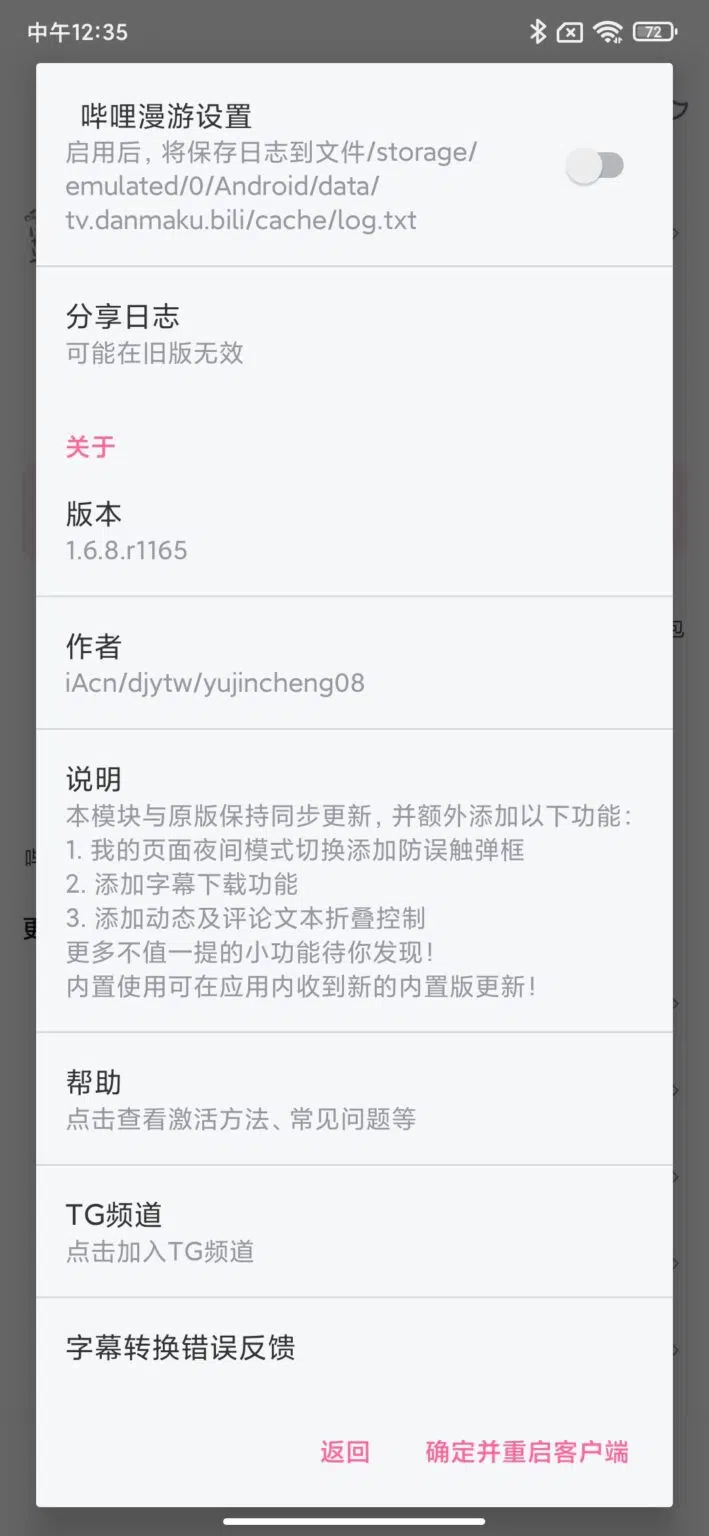 中午12:35
72
哔哩漫游设置
启用后, 将保存日志到文件/storage/
emulated/0/Android/data/
tv.danmaku.bili/cache/log.txt
分享日志
可能在旧版无效
关于
版本
1.6.8.r1165
包
作者
iAcn/djytw/yujincheng08
说明
本模块与原版保持同步更新, 并额外添加以下功能:
1. 我的页面夜间模式切换添加防误触弹框
哔
2. 添加字幕下载功能
3. 添加动态及评论文本折叠控制
更
更多不值一提的小功能待你发现!
内置使用可在应用内收到新的内置版更新!
帮助
点击查看激活方法、常见问题等
TG频道
点击加入TG频道
字幕转换错误反馈
返回
确定并重启客户端